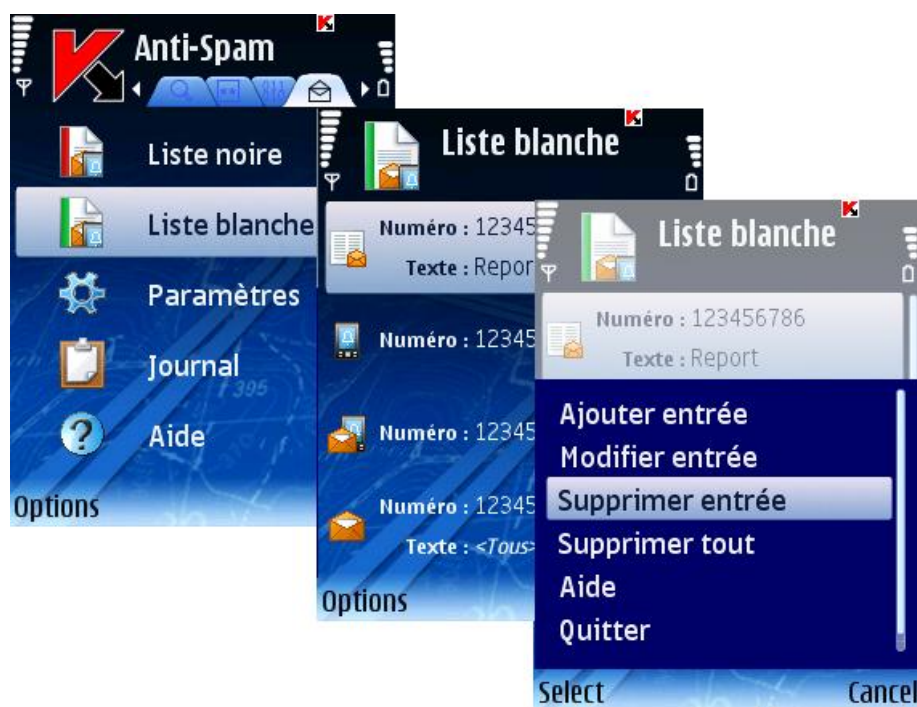 Anti-Spam
Liste noire
Liste blanche
Paramètres
Journal
Aide
Options
Liste blanche
Numéro : 12345
Texte : Repor
Numéro : 12345
Numéro : 12345
Numéro : 12345
Texte : <Tous>
Options
Liste blanche
Numéro : 123456786
Texte : Report
Ajouter entrée
Modifier entrée
Supprimer entrée
Supprimer tout
Aide
Quitter
Select
Cancel